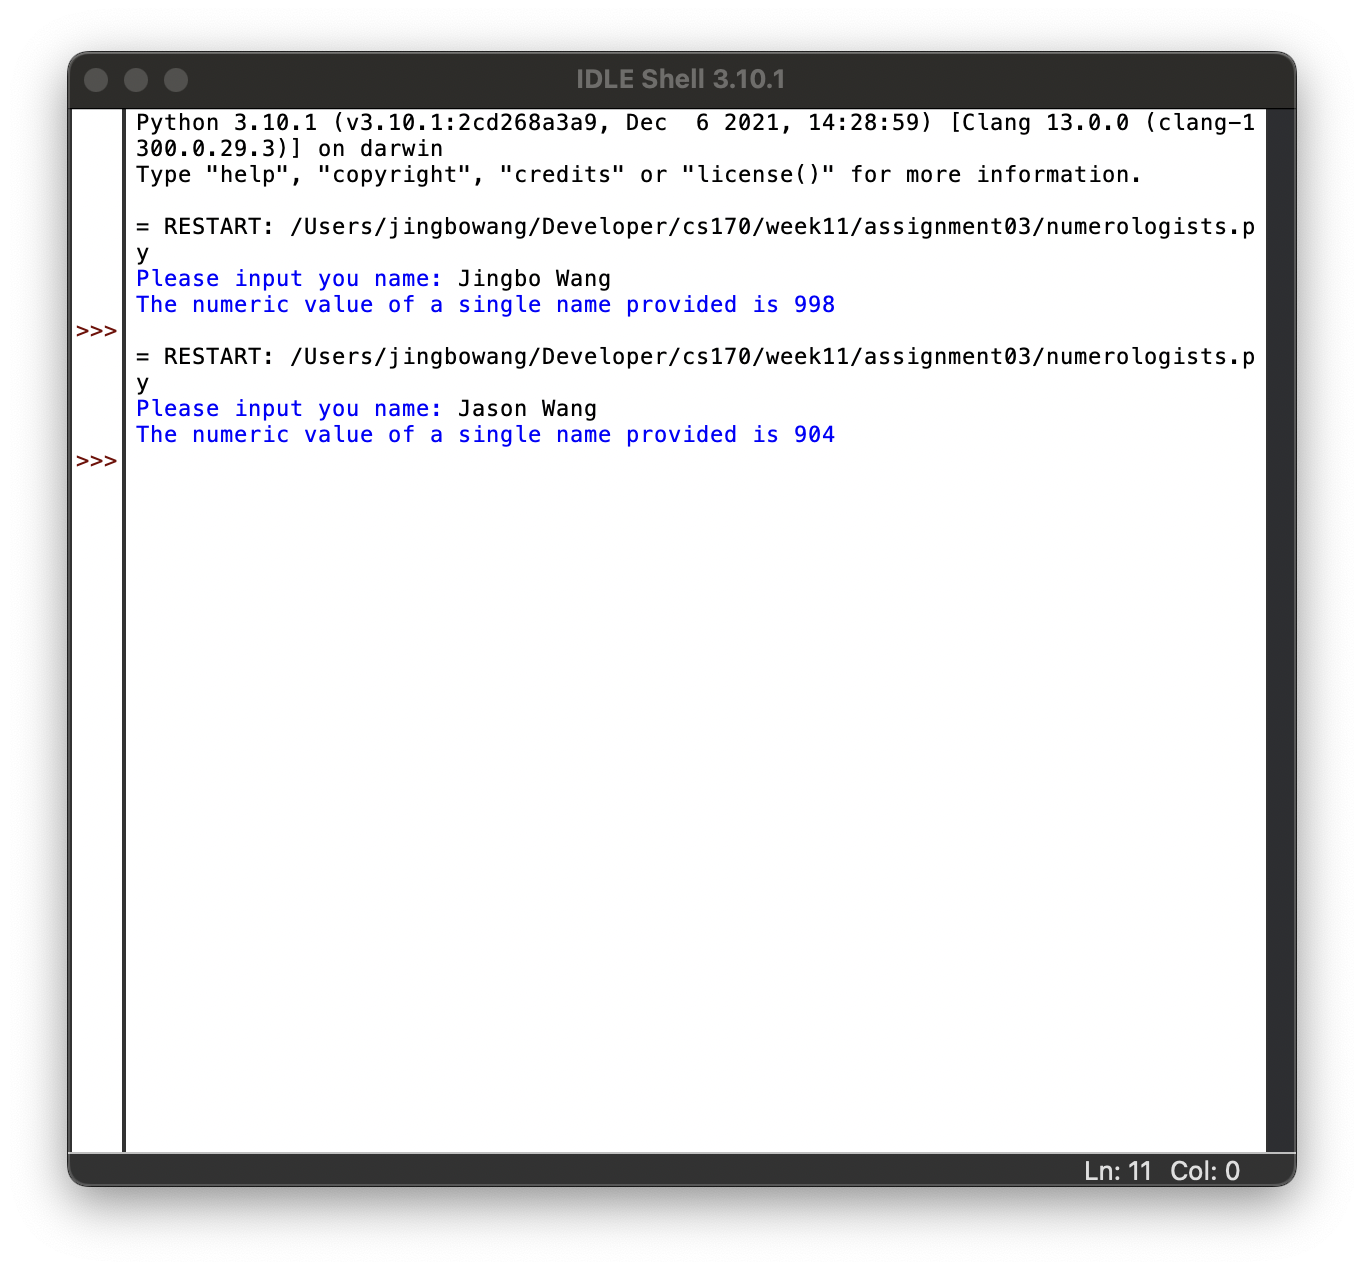 IDLE Shell 3.10.1
Python 3.10.1 (v3.10.1:2cd268a3a9, Dec  6 2021, 14:28:59) [Clang 13.0.0 (clang-1
300.0.29.3)] on darwin
Type "help", "copyright", "credits" or "license()" for more information.
= RESTART: /Users/jingbowang/Developer/cs170/week11/assignment03/numerologists.p
y
Please input you name: Jingbo Wang
The numeric value of a single name provided is 998
>>>
= RESTART: /Users/jingbowang/Developer/cs170/week11/assignment03/numerologists.p
y
Please input you name: Jason Wang
The numeric value of a single name provided is 904
>>>
Ln: 11 Col: 0